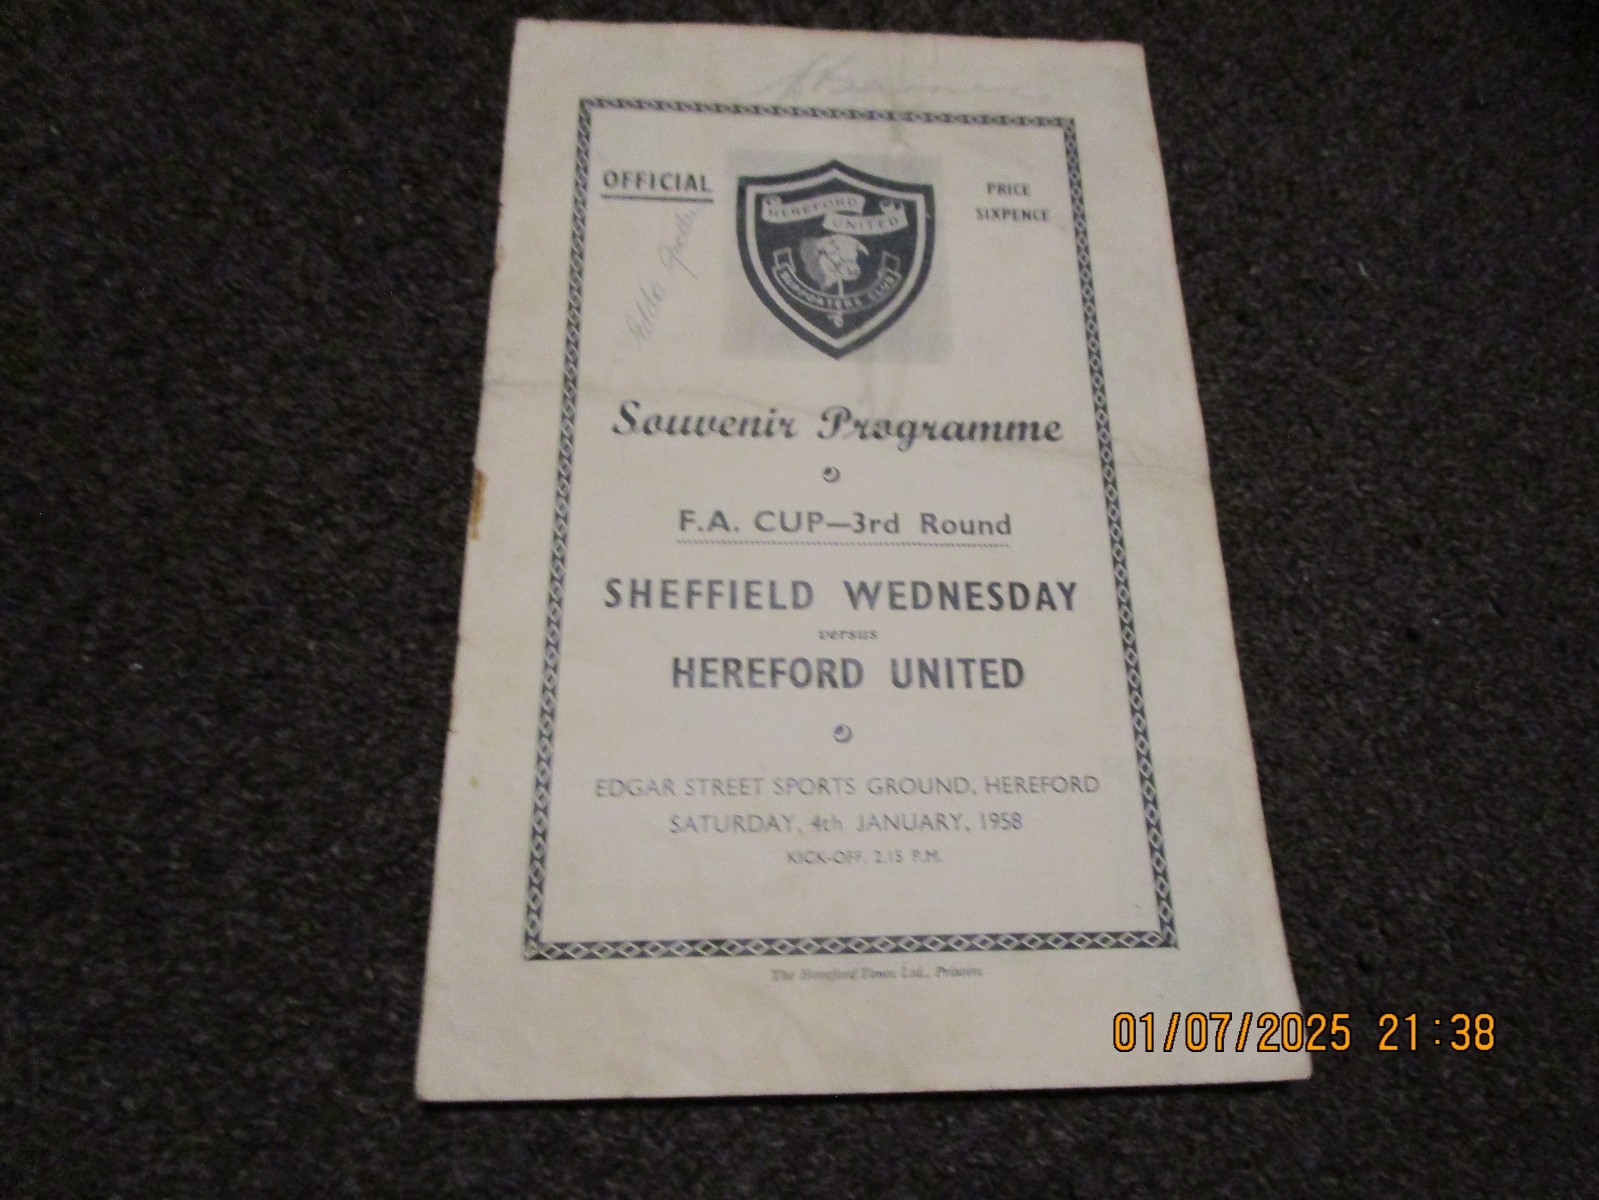 OFFICIAL
PRICE
SIXPENCE
HEREFORD
UNITED
SUPPORTERS CLUB
Eddie
Souvenir Programme
F.A. CUP—3rd Round
SHEFFIELD WEDNESDAY
versus
HEREFORD UNITED
EDGAR STREET SPORTS GROUND, HEREFORD
SATURDAY, 4th JANUARY, 1958
KICK-OFF, 2.15 P.M.
The Hereford Times Ltd., Printers
01/07/2025 21:38